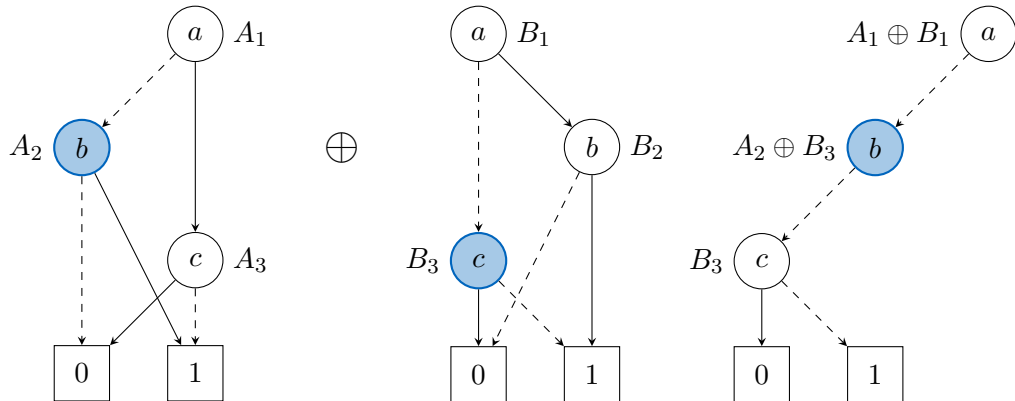 a A₁ a B₁ A₁ ⊕ B₁ a
A₂ b ⊕ b B₂ A₂ ⊕ B₃ b
c A₃ B₃ c B₃ c
0 1 0 1 0 1